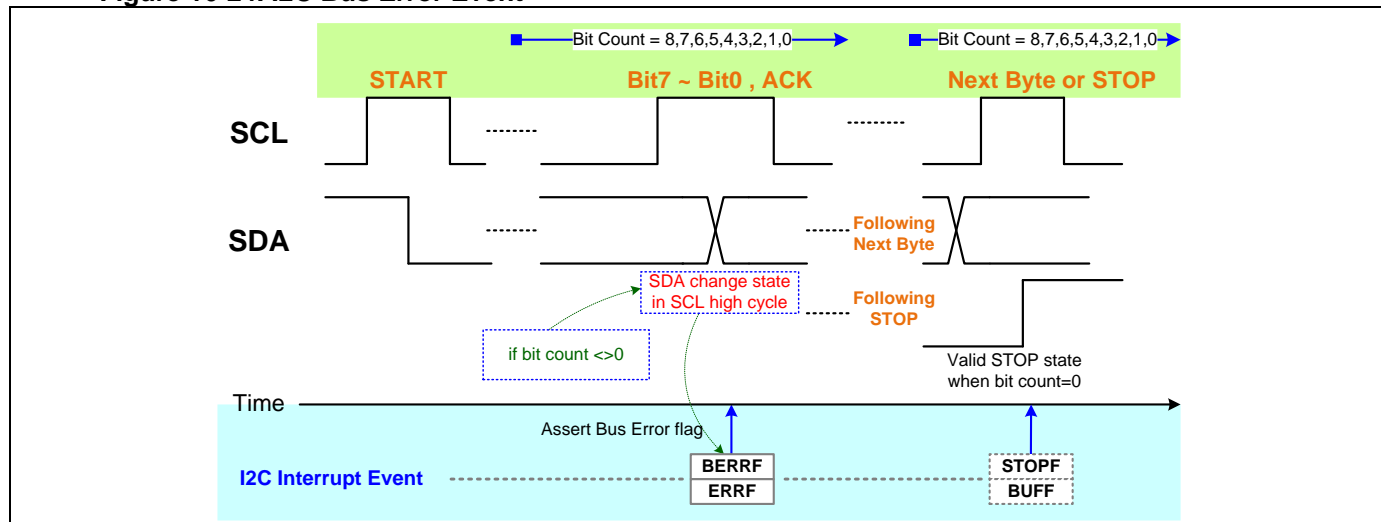 Bit Count = 8,7,6,5,4,3,2,1,0
Bit Count = 8,7,6,5,4,3,2,1,0
START
Bit7 ~ Bit0 , ACK
Next Byte or STOP
SCL
SDA
Following
Next Byte
SDA change state
in SCL high cycle
Following
STOP
if bit count <>0
Valid STOP state
when bit count=0
Time
Assert Bus Error flag
I2C Interrupt Event
BERRF
ERRF
STOPF
BUFF